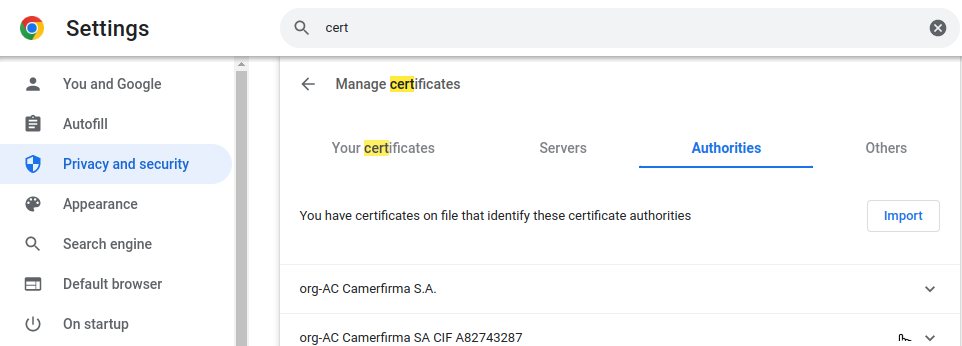 Settings
cert
You and Google
Autofill
Privacy and security
Appearance
Search engine
Default browser
On startup
Manage certificates
Your certificates Servers Authorities Others
You have certificates on file that identify these certificate authorities
Import
org-AC Camerfirma S.A.
org-AC Camerfirma SA CIF A82743287